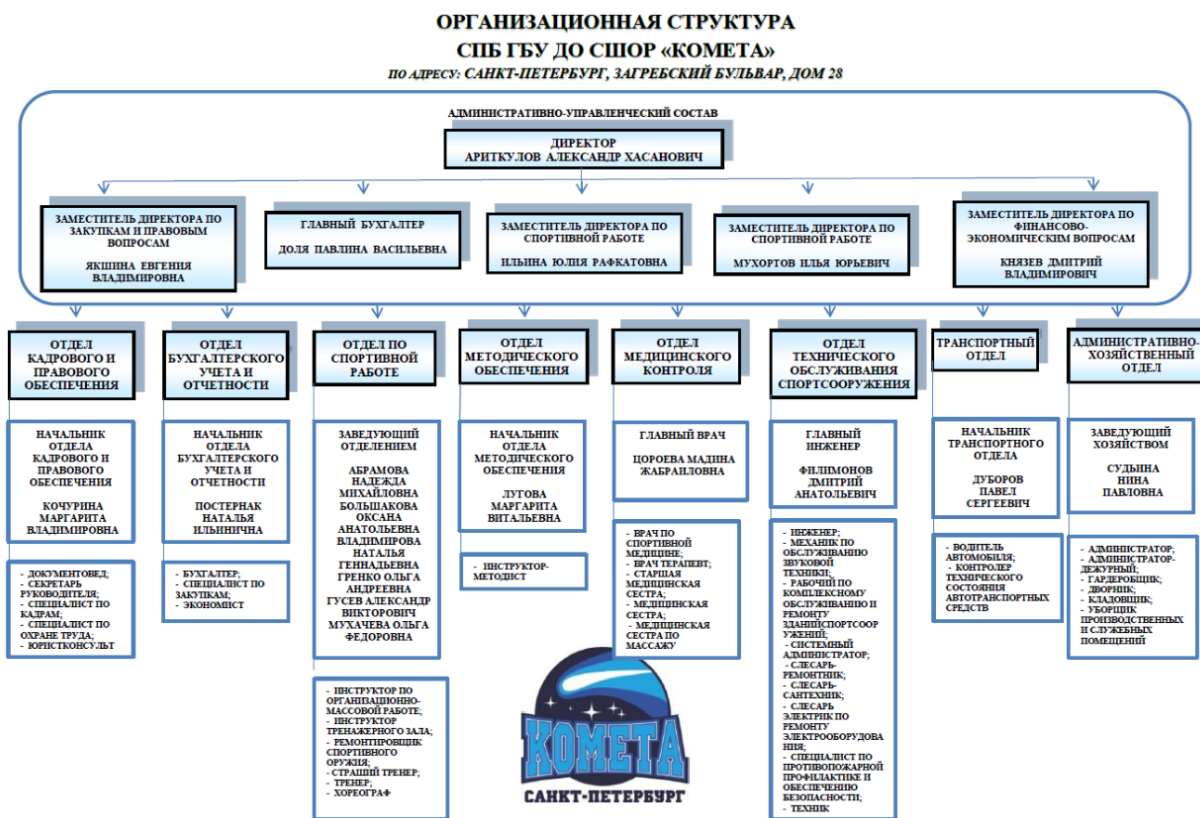 ОРГАНИЗАЦИОННАЯ СТРУКТУРА
СПБ ГБУ ДО СШОР «КОМЕТА»
ПО АДРЕСУ: САНКТ-ПЕТЕРБУРГ, ЗАГРЕБСКИЙ БУЛЬВАР, ДОМ 28
АДМИНИСТРАТИВНО-УПРАВЛЕНЧЕСКИЙ СОСТАВ
ДИРЕКТОР
АРИТКУЛОВ АЛЕКСАНДР ХАСАНОВИЧ
ЗАМЕСТИТЕЛЬ ДИРЕКТОРА ПО
ЗАКУПКАМ И ПРАВОВЫМ
ВОПРОСАМ
ЯКШИНА ЕВГЕНИЯ
ВЛАДИМИРОВНА
ГЛАВНЫЙ БУХГАЛТЕР
ДОЛЯ ПАВЛИНА ВАСИЛЬЕВНА
ЗАМЕСТИТЕЛЬ ДИРЕКТОРА ПО
СПОРТИВНОЙ РАБОТЕ
ИЛЬИНА ЮЛИЯ РАФКАТОВНА
ЗАМЕСТИТЕЛЬ ДИРЕКТОРА ПО
СПОРТИВНОЙ РАБОТЕ
МУХОРТОВ ИЛЬЯ ЮРЬЕВИЧ
ЗАМЕСТИТЕЛЬ ДИРЕКТОРА ПО
ФИНАНСОВО-
ЭКОНОМИЧЕСКИМ ВОПРОСАМ
КНЯЗЕВ ДМИТРИЙ
ВЛАДИМИРОВИЧ
ОТДЕЛ
КАДРОВОГО И
ПРАВОВОГО
ОБЕСПЕЧЕНИЯ
НАЧАЛЬНИК
ОТДЕЛА
КАДРОВОГО И
ПРАВОВОГО
ОБЕСПЕЧЕНИЯ
КОЧУРИНА
МАРГАРИТА
ВЛАДИМИРОВНА
- ДОКУМЕНТОВЕД;
- СЕКРЕТАРЬ
РУКОВОДИТЕЛЯ;
- СПЕЦИАЛИСТ ПО
КАДРАМ;
- СПЕЦИАЛИСТ ПО
ОХРАНЕ ТРУДА;
- ЮРИСТКОНСУЛЬТ
ОТДЕЛ
БУХГАЛТЕРСКОГО
УЧЕТА И
ОТЧЕТНОСТИ
НАЧАЛЬНИК
ОТДЕЛА
БУХГАЛТЕРСКОГО
УЧЕТА И
ОТЧЕТНОСТИ
ПОСТЕРНАК
НАТАЛЬЯ
ИЛЬИНИЧНА
- БУХГАЛТЕР;
- СПЕЦИАЛИСТ ПО
ЗАКУПКАМ;
- ЭКОНОМИСТ
ОТДЕЛ ПО
СПОРТИВНОЙ
РАБОТЕ
ЗАВЕДУЮЩИЙ
ОТДЕЛЕНИЕМ
АБРАМОВА
НАДЕЖДА
МИХАЙЛОВНА
БОЛЬШАКОВА
ОКСАНА
АНАТОЛЬЕВНА
ВЛАДИМИРОВА
НАТАЛЬЯ
ГЕННАДЬЕВНА
ГРЕНКО ОЛЬГА
АНДРЕЕВНА
ГУСЕВ АЛЕКСАНДР
ВИКТОРОВИЧ
МУХАЧЕВА ОЛЬГА
ФЕДОРОВНА
- ИНСТРУКТОР ПО
ОРГАНИЗАЦИОННО-
МАССОВОЙ РАБОТЕ;
- ИНСТРУКТОР
ТРЕНАЖЕРНОГО ЗАЛА;
- РЕМОНТИРОВЩИК
СПОРТИВНОГО
ОРУЖИЯ;
- СТРАШИЙ ТРЕНЕР;
- ТРЕНЕР;
- ХОРЕОГРАФ
ОТДЕЛ
МЕТОДИЧЕСКОГО
ОБЕСПЕЧЕНИЯ
НАЧАЛЬНИК
ОТДЕЛА
МЕТОДИЧЕСКОГО
ОБЕСПЕЧЕНИЯ
ЛУГОВА
МАРГАРИТА
ВИТАЛЬЕВНА
- ИНСТРУКТОР-
МЕТОДИСТ
ОТДЕЛ
МЕДИЦИНСКОГО
КОНТРОЛЯ
ГЛАВНЫЙ ВРАЧ
ЦОРОЕВА МАДИНА
ЖАБРАИЛОВНА
- ВРАЧ ПО
СПОРТИВНОЙ
МЕДИЦИНЕ;
- ВРАЧ ТЕРАПЕВТ;
- СТАРШАЯ
МЕДИЦИНСКАЯ
СЕСТРА;
- МЕДИЦИНСКАЯ
СЕСТРА;
- МЕДИЦИНСКАЯ
СЕСТРА ПО
МАССАЖУ
ОТДЕЛ
ТЕХНИЧЕСКОГО
ОБСЛУЖИВАНИЯ
СПОРТСООРУЖЕНИЯ
ГЛАВНЫЙ
ИНЖЕНЕР
ФИЛИМОНОВ
ДМИТРИЙ
АНАТОЛЬЕВИЧ
- ИНЖЕНЕР;
- МЕХАНИК ПО
ОБСЛУЖИВАНИЮ
ЗВУКОВОЙ
ТЕХНИКИ;
- РАБОЧИЙ ПО
КОМПЛЕКСНОМУ
ОБСЛУЖИВАНИЮ И
РЕМОНТУ
ЗДАНИЙСПОРТСООР
УЖЕНИЙ;
- СИСТЕМНЫЙ
АДМИНИСТРАТОР;
- СЛЕСАРЬ-
РЕМОНТНИК;
- СЛЕСАРЬ-
САНТЕХНИК;
- СЛЕСАРЬ
ЭЛЕКТРИК ПО
РЕМОНТУ
ЭЛЕКТРООБОРУДОВА
НИЯ;
- СПЕЦИАЛИСТ ПО
ПРОТИВОПОЖАРНОЙ
ПРОФИЛАКТИКЕ И
ОБЕСПЕЧЕНИЮ
БЕЗОПАСНОСТИ;
- ТЕХНИК
ТРАНСПОРТНЫЙ
ОТДЕЛ
НАЧАЛЬНИК
ТРАНСПОРТНОГО
ОТДЕЛА
ДУБОРОВ
ПАВЕЛ
СЕРГЕЕВИЧ
- ВОДИТЕЛЬ
АВТОМОБИЛЯ;
- КОНТРОЛЕР
ТЕХНИЧЕСКОГО
СОСТОЯНИЯ
АВТОТРАНСПОРТНЫХ
СРЕДСТВ
АДМИНИСТРАТИВНО-
ХОЗЯЙСТВЕННЫЙ
ОТДЕЛ
ЗАВЕДУЮЩИЙ
ХОЗЯЙСТВОМ
СУДЬИНА
НИНА
ПАВЛОВНА
- АДМИНИСТРАТОР;
- АДМИНИСТРАТОР-
ДЕЖУРНЫЙ;
- ГАРДЕРОБЩИК;
- ДВОРНИК;
- КЛАДОВЩИК;
- УБОРЩИК
ПРОИЗВОДСТВЕННЫХ
И СЛУЖЕБНЫХ
ПОМЕЩЕНИЙ
КОМЕТА
САНКТ-ПЕТЕРБУРГ